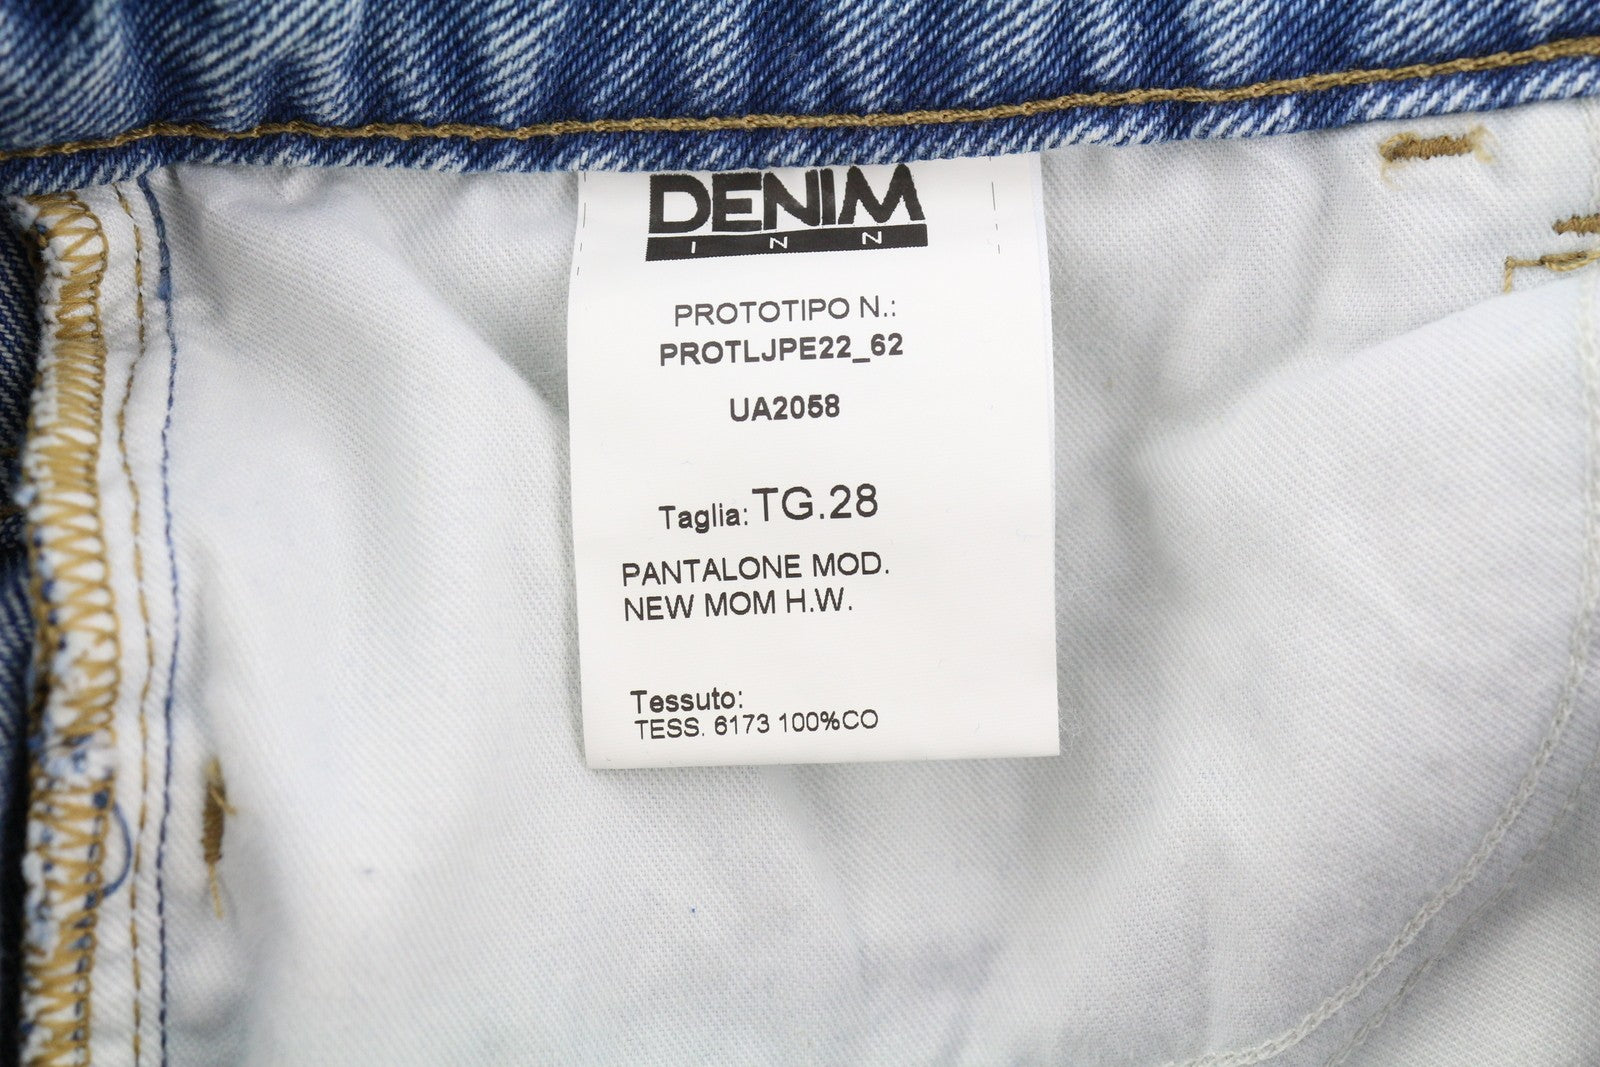 DENIM
INN
PROTOTIPO N.:
PROTLJPE22_62
UA2058
Taglia: TG.28
PANTALONE MOD.
NEW MOM H.W.
Tessuto:
TESS. 6173 100%CO